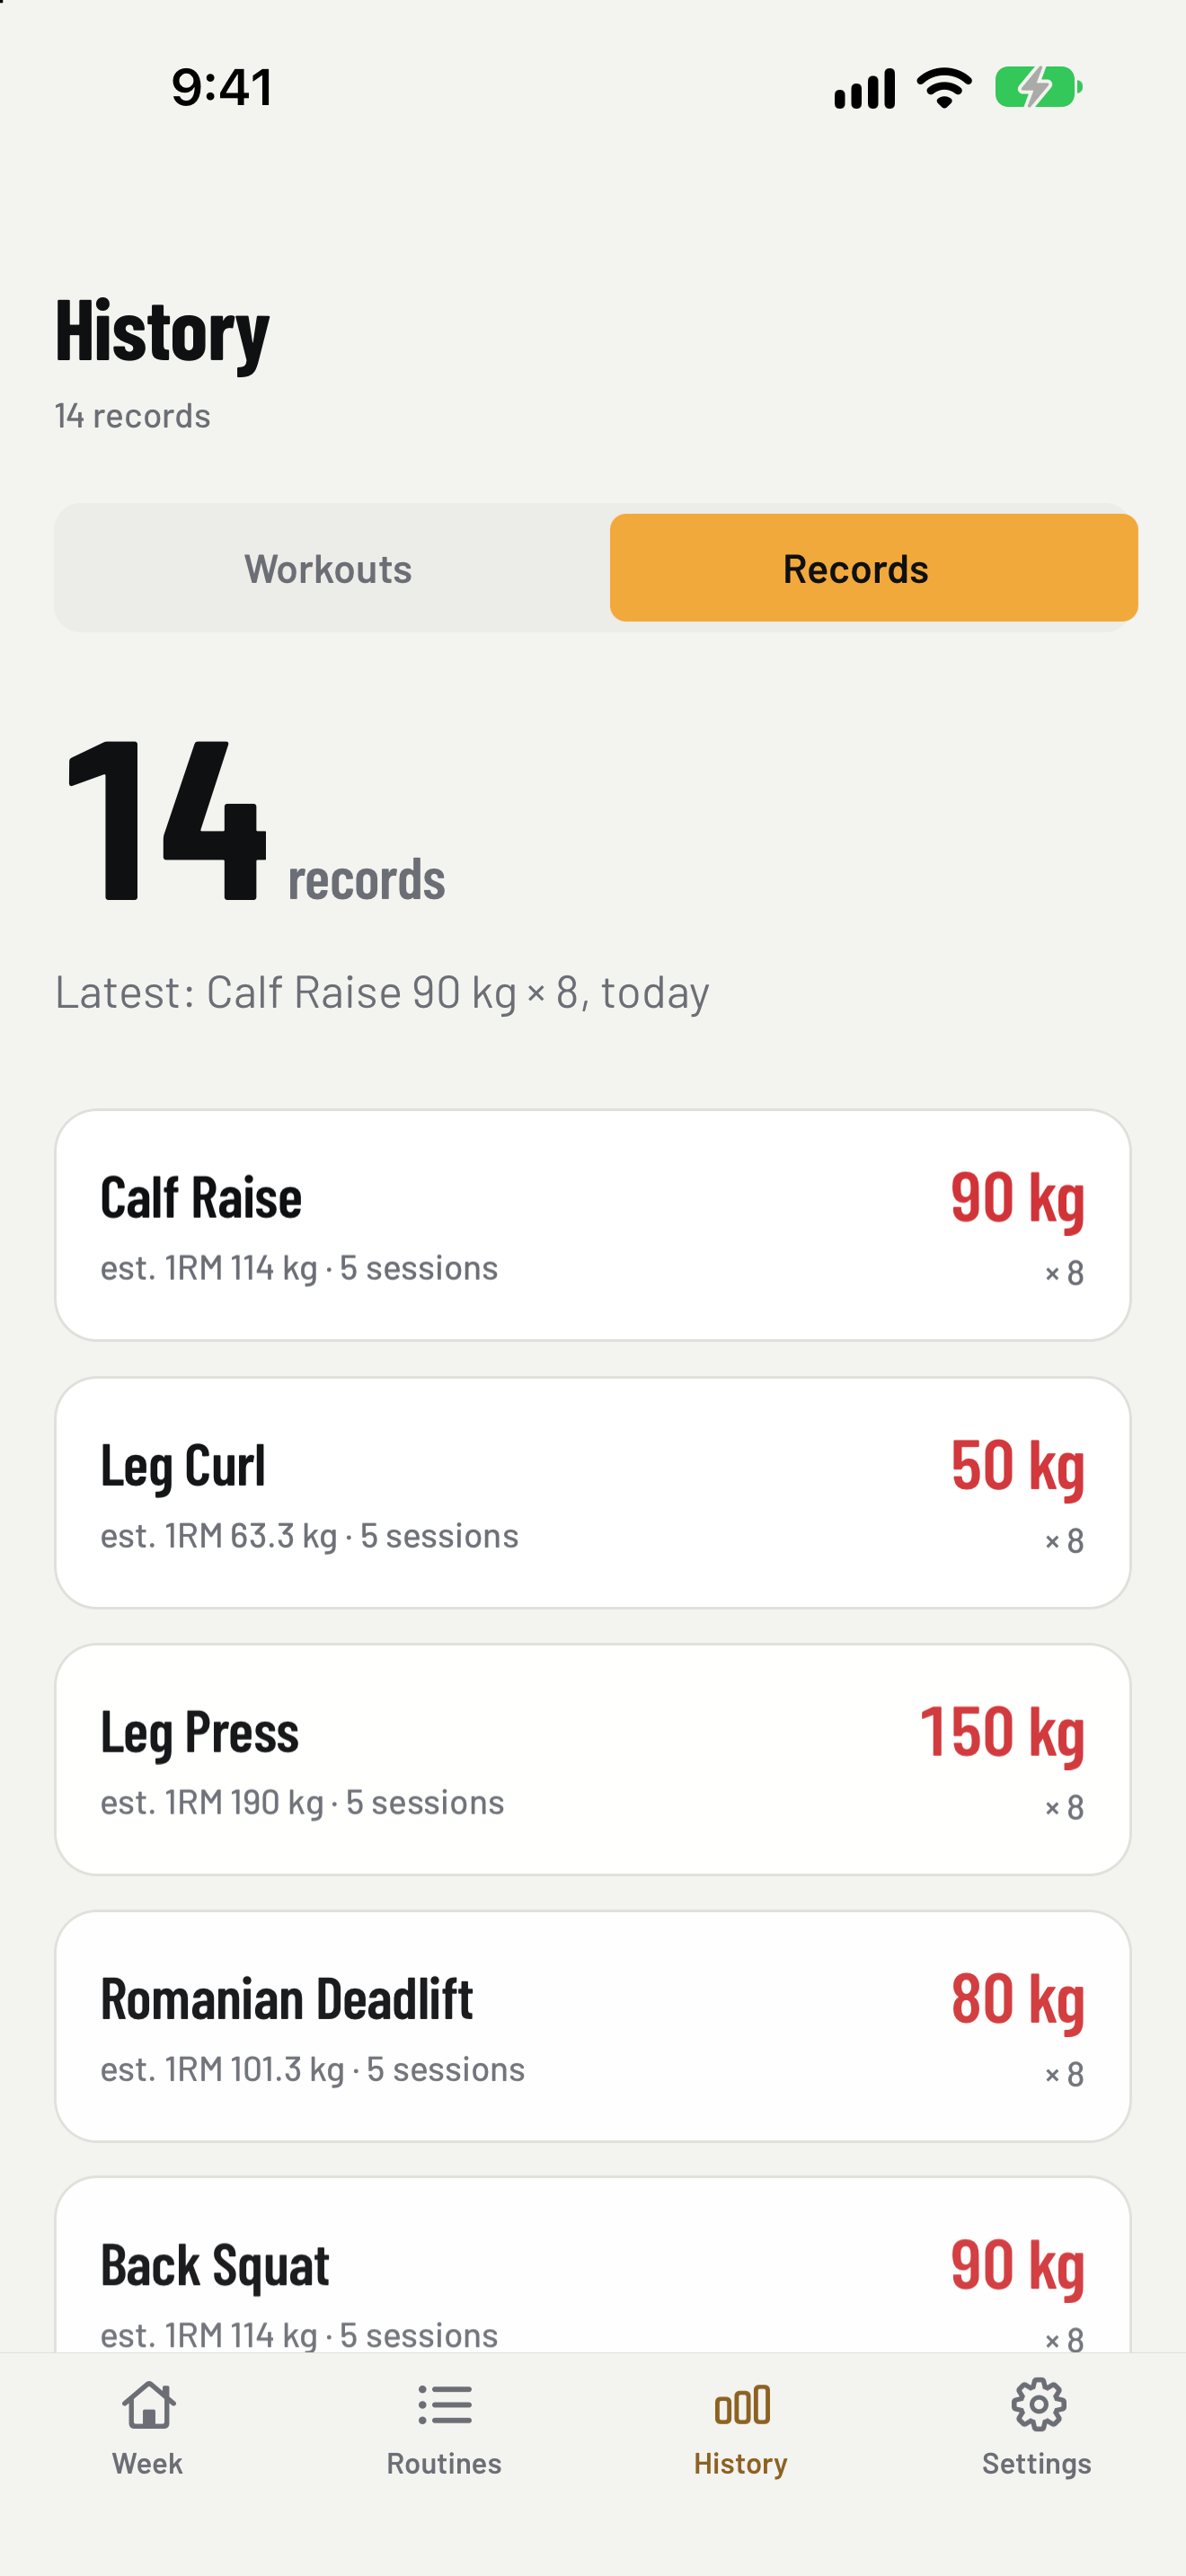 9:41
History
14 records
Workouts
Records
14 records
Latest: Calf Raise 90 kg × 8, today
Calf Raise
90 kg
est. 1RM 114 kg · 5 sessions
× 8
Leg Curl
50 kg
est. 1RM 63.3 kg · 5 sessions
× 8
Leg Press
150 kg
est. 1RM 190 kg · 5 sessions
× 8
Romanian Deadlift
80 kg
est. 1RM 101.3 kg · 5 sessions
× 8
Back Squat
90 kg
est. 1RM 114 kg · 5 sessions
× 8
Week
Routines
History
Settings